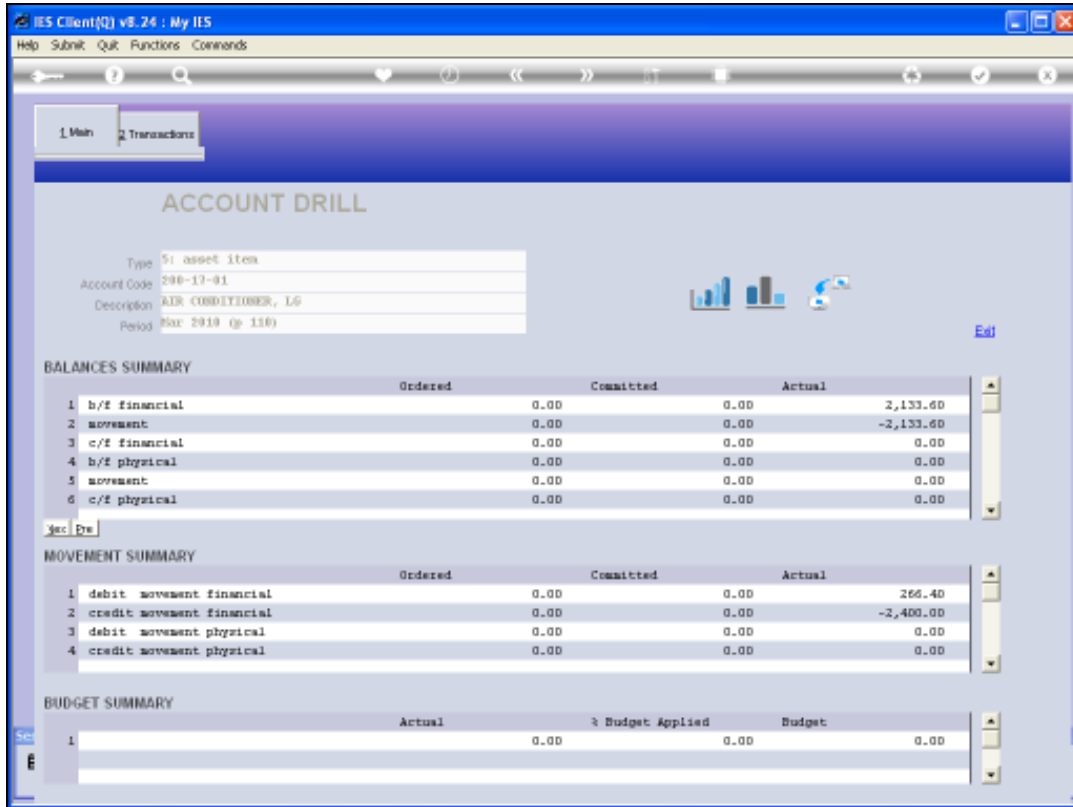 IES Client(Q) v8.24 : My IES
Help Submit Quit Functions Commands
1 Main 2 Transactions
ACCOUNT DRILL
Type 5: asset item
Account Code 200-17-01
Description AIR CONDITIONER, LG
Period Mar 2010 (p 110)
Exit
BALANCES SUMMARY
Ordered Committed Actual
1 b/f financial 0.00 0.00 2,133.60
2 movement 0.00 0.00 -2,133.60
3 c/f financial 0.00 0.00 0.00
4 b/f physical 0.00 0.00 0.00
5 movement 0.00 0.00 0.00
6 c/f physical 0.00 0.00 0.00
Pre
MOVEMENT SUMMARY
Ordered Committed Actual
1 debit movement financial 0.00 0.00 266.40
2 credit movement financial 0.00 0.00 -2,400.00
3 debit movement physical 0.00 0.00 0.00
4 credit movement physical 0.00 0.00 0.00
BUDGET SUMMARY
Actual % Budget Applied Budget
1 0.00 0.00 0.00